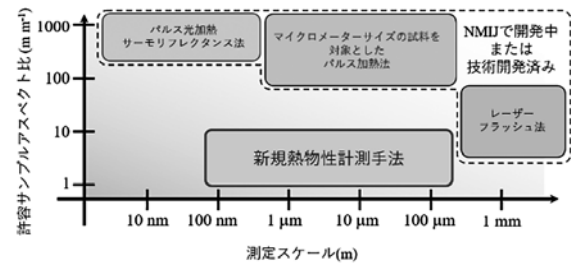 許容サンプルアスペクト比(m m⁻¹)
1000
100
10
1
パルス光加熱
サーモリフレクタンス法
マイクロメーターサイズの試料を
対象とした
パルス加熱法
NMIJで開発中
または
技術開発済み
レーザー
フラッシュ法
新規熱物性計測手法
10 nm
100 nm
1 μm
10 μm
100 μm
1 mm
測定スケール(m)